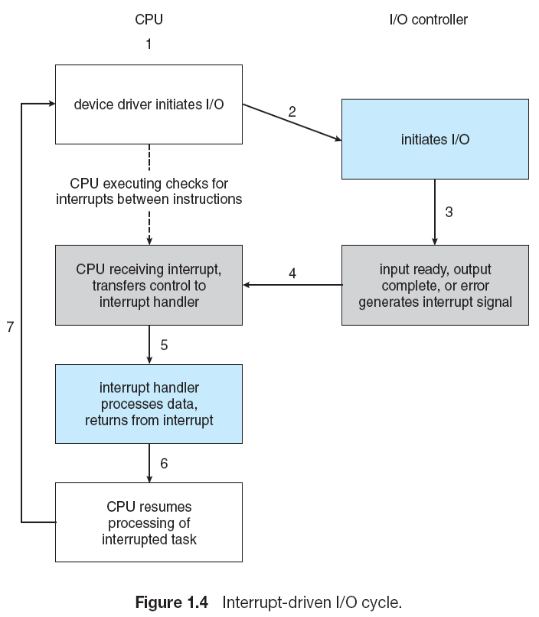 CPU
I/O controller
1
device driver initiates I/O
2
initiates I/O
CPU executing checks for
interrupts between instructions
3
CPU receiving interrupt,
transfers control to
interrupt handler
4
input ready, output
complete, or error
generates interrupt signal
7
5
interrupt handler
processes data,
returns from interrupt
6
CPU resumes
processing of
interrupted task
Figure 1.4 Interrupt-driven I/O cycle.